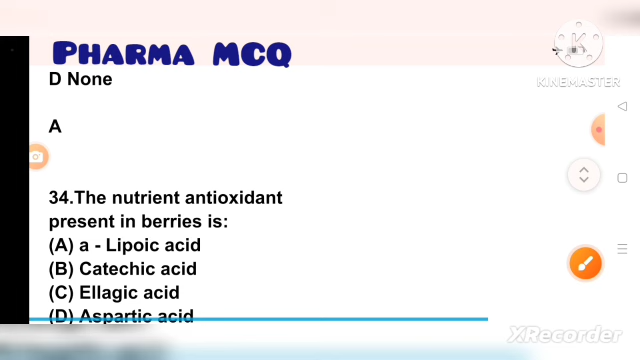 PHARMA MCQ
KINEMASTER
D None
A
34.The nutrient antioxidant
present in berries is:
(A) a - Lipoic acid
(B) Catechic acid
(C) Ellagic acid
(D) Aspartic acid
XRecorder